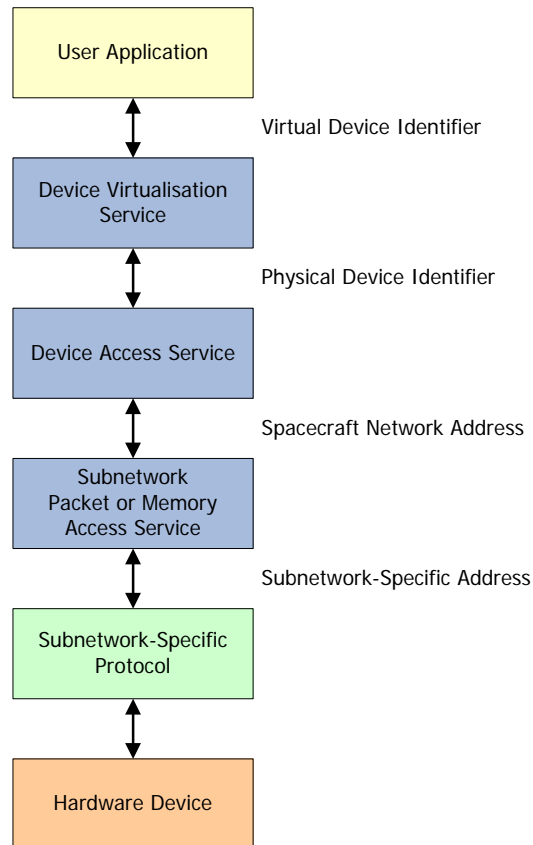 User Application
Virtual Device Identifier
Device Virtualisation
Service
Physical Device Identifier
Device Access Service
Spacecraft Network Address
Subnetwork
Packet or Memory
Access Service
Subnetwork-Specific Address
Subnetwork-Specific
Protocol
Hardware Device